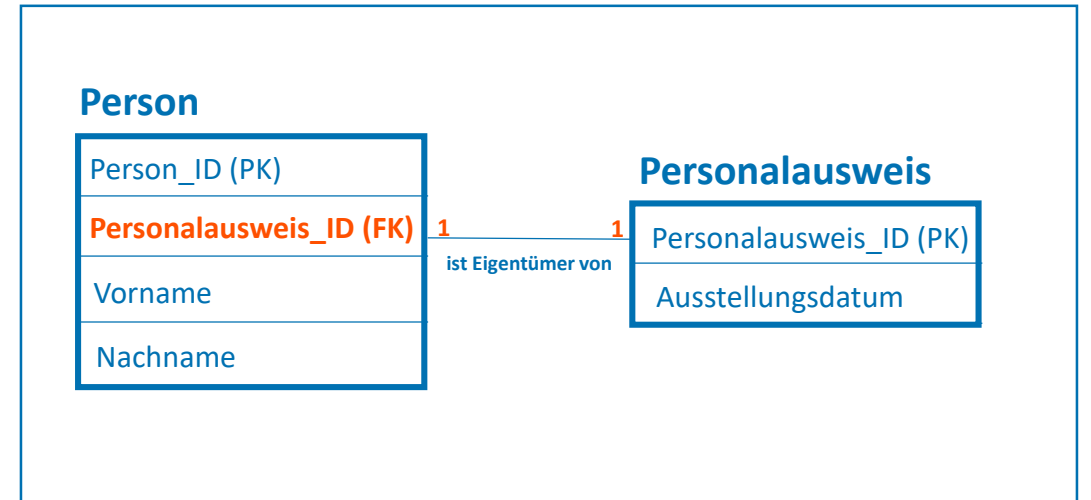 Person
Person_ID (PK)
Personalausweis_ID (FK)
Vorname
Nachname
1
1
ist Eigentümer von
Personalausweis
Personalausweis_ID (PK)
Ausstellungsdatum